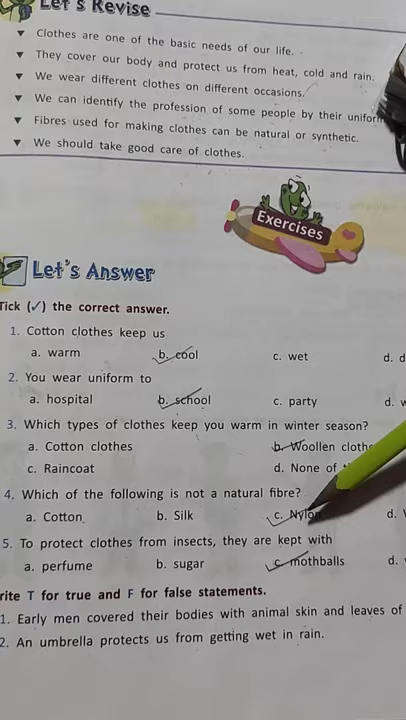 Let's Revise
▼ Clothes are one of the basic needs of our life.
▼ They cover our body and protect us from heat, cold and rain.
▼ We wear different clothes on different occasions.
▼ We can identify the profession of some people by their uniform
▼ Fibres used for making clothes can be natural or synthetic.
▼ We should take good care of clothes.
Exercises
Let's Answer
Tick (✓) the correct answer.
1. Cotton clothes keep us
a. warm b. cool c. wet d. d
2. You wear uniform to
a. hospital b. school c. party d.
3. Which types of clothes keep you warm in winter season?
a. Cotton clothes b. Woollen clothe
c. Raincoat d. None of
4. Which of the following is not a natural fibre?
a. Cotton b. Silk c. Nylon d.
5. To protect clothes from insects, they are kept with
a. perfume b. sugar c. mothballs d.
rite T for true and F for false statements.
1. Early men covered their bodies with animal skin and leaves of
2. An umbrella protects us from getting wet in rain.